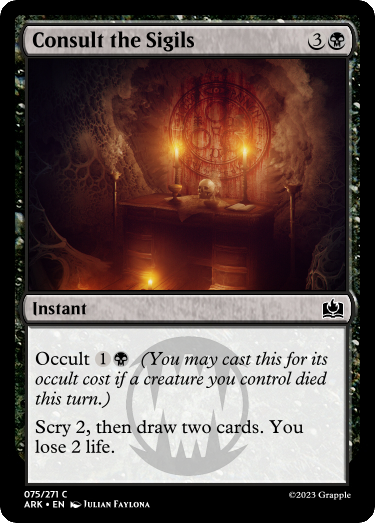 Consult the Sigils 3
Instant
Occult 1 (You may cast this for its
occult cost if a creature you control died
this turn.)
Scry 2, then draw two cards. You
lose 2 life.
075/271 C
ARK • EN Julian Faylona
©2023 Grapple